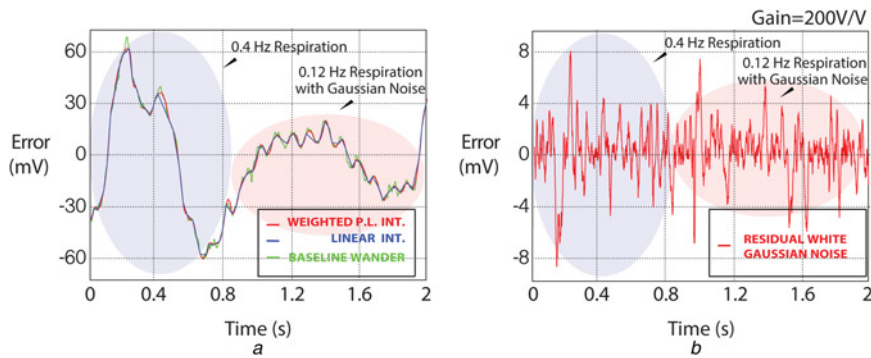 Gain=200V/V
60
30
0
-30
-60
Error
(mV)
0.4 Hz Respiration
0.12 Hz Respiration
with Gaussian Noise
WEIGHTED P.L. INT.
LINEAR INT.
BASELINE WANDER
0
0.4
0.8
1.2
1.6
2
Time (s)
a
8
4
0
-4
-8
Error
(mV)
0.4 Hz Respiration
0.12 Hz Respiration
with Gaussian Noise
RESIDUAL WHITE
GAUSSIAN NOISE
0
0.4
0.8
1.2
1.6
2
Time (s)
b